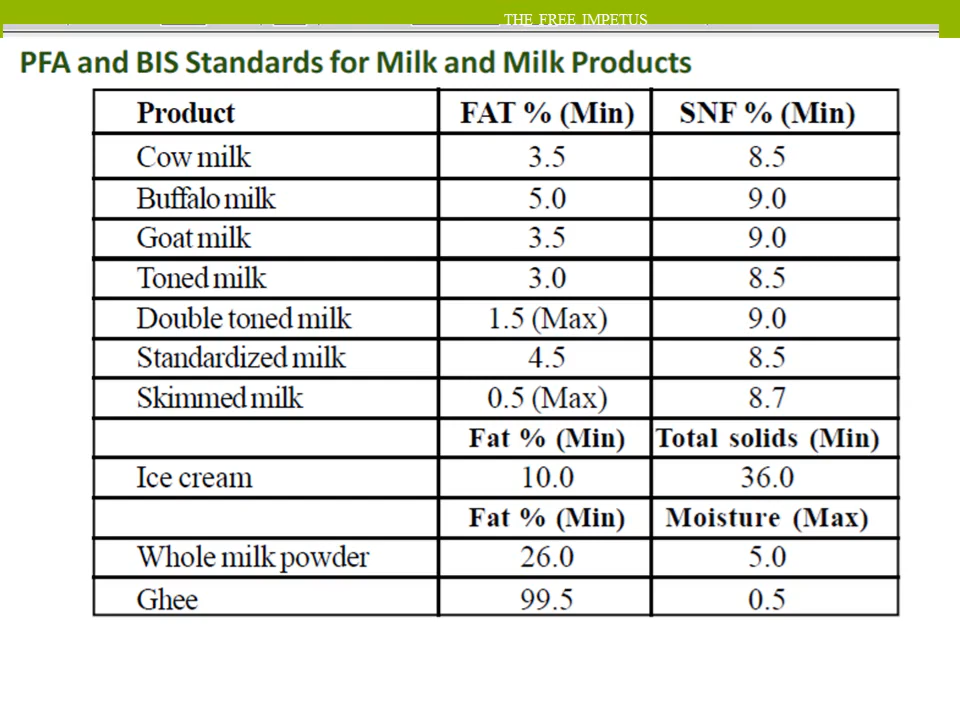 THE FREE IMPETUS
PFA and BIS Standards for Milk and Milk Products
Product FAT % (Min) SNF % (Min)
Cow milk 3.5 8.5
Buffalo milk 5.0 9.0
Goat milk 3.5 9.0
Toned milk 3.0 8.5
Double toned milk 1.5 (Max) 9.0
Standardized milk 4.5 8.5
Skimmed milk 0.5 (Max) 8.7
Fat % (Min) Total solids (Min)
Ice cream 10.0 36.0
Fat % (Min) Moisture (Max)
Whole milk powder 26.0 5.0
Ghee 99.5 0.5